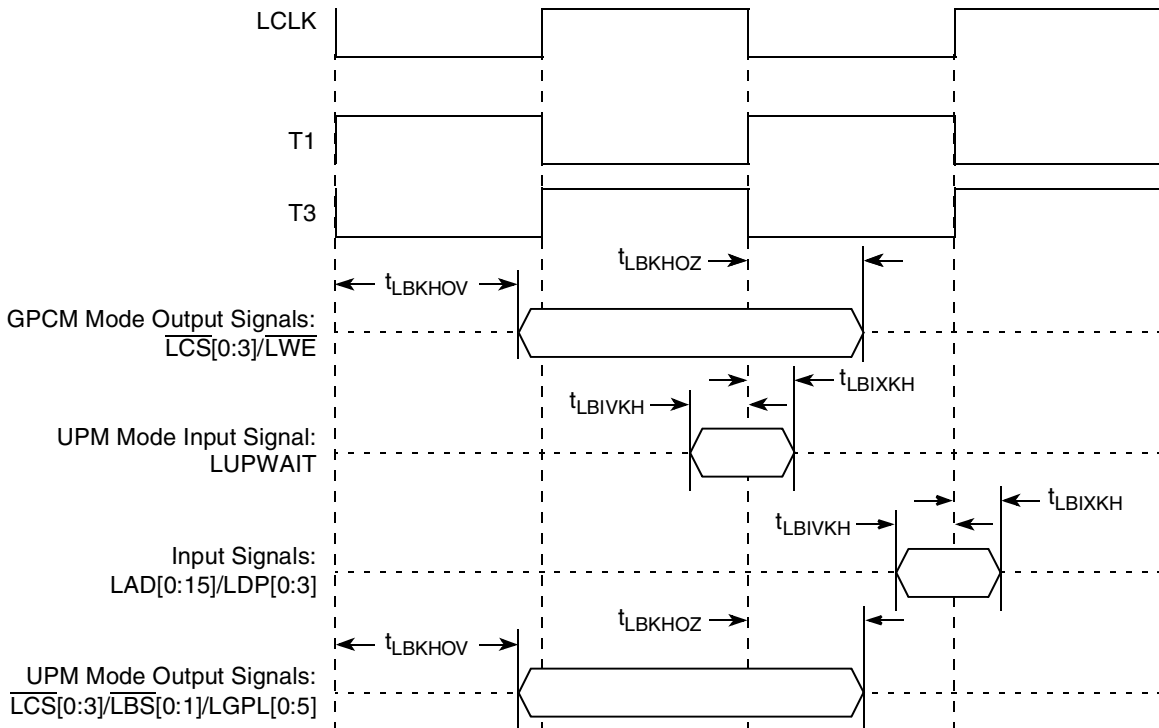 LCLK
T1
T3
tLBKHOZ
tLBKHOV
GPCM Mode Output Signals:
LCS[0:3]/LWE
tLBIXKH
tLBIVKH
UPM Mode Input Signal:
LUPWAIT
tLBIXKH
tLBIVKH
Input Signals:
LAD[0:15]/LDP[0:3]
tLBKHOZ
tLBKHOV
UPM Mode Output Signals:
LCS[0:3]/LBS[0:1]/LGPL[0:5]